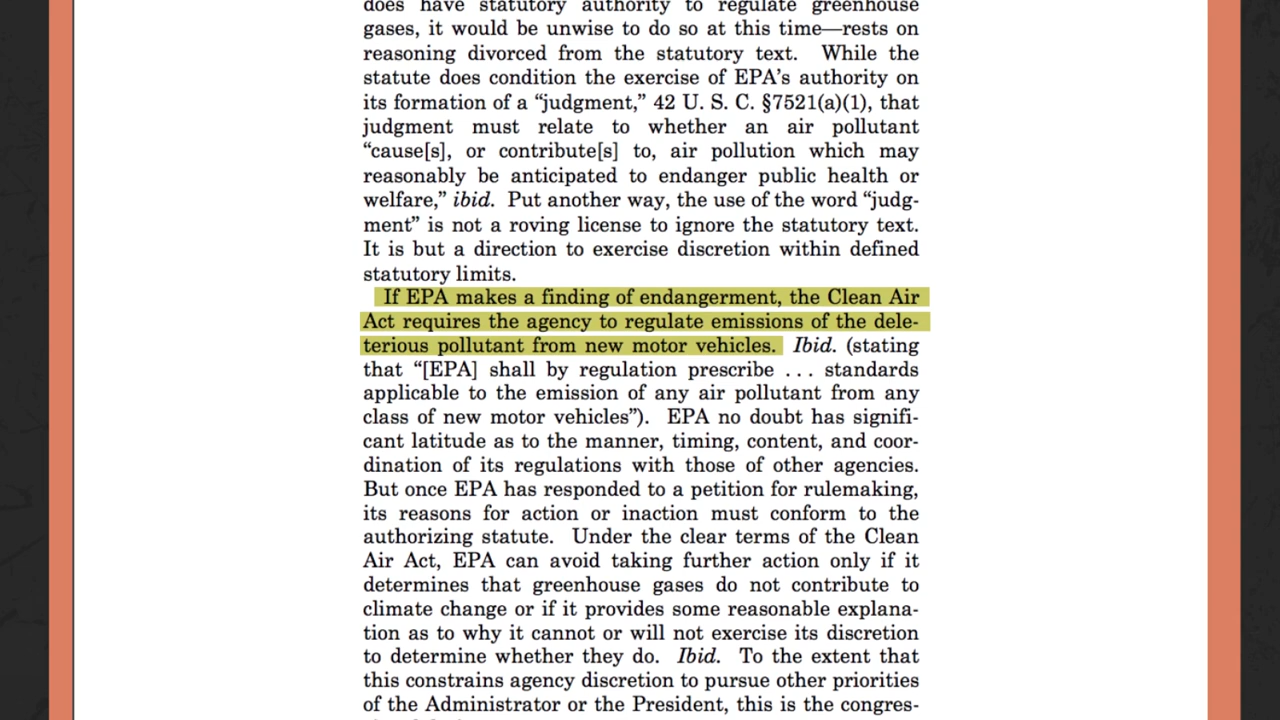 does have statutory authority to regulate greenhouse
gases, it would be unwise to do so at this time—rests on
reasoning divorced from the statutory text. While the
statute does condition the exercise of EPA’s authority on
its formation of a “judgment,” 42 U. S. C. §7521(a)(1), that
judgment must relate to whether an air pollutant
“cause[s], or contribute[s] to, air pollution which may
reasonably be anticipated to endanger public health or
welfare,” ibid. Put another way, the use of the word “judg-
ment” is not a roving license to ignore the statutory text.
It is but a direction to exercise discretion within defined
statutory limits.
If EPA makes a finding of endangerment, the Clean Air
Act requires the agency to regulate emissions of the dele-
terious pollutant from new motor vehicles. Ibid. (stating
that “[EPA] shall by regulation prescribe . . . standards
applicable to the emission of any air pollutant from any
class of new motor vehicles”). EPA no doubt has signifi-
cant latitude as to the manner, timing, content, and coor-
dination of its regulations with those of other agencies.
But once EPA has responded to a petition for rulemaking,
its reasons for action or inaction must conform to the
authorizing statute. Under the clear terms of the Clean
Air Act, EPA can avoid taking further action only if it
determines that greenhouse gases do not contribute to
climate change or if it provides some reasonable explana-
tion as to why it cannot or will not exercise its discretion
to determine whether they do. Ibid. To the extent that
this constrains agency discretion to pursue other priorities
of the Administrator or the President, this is the congres-